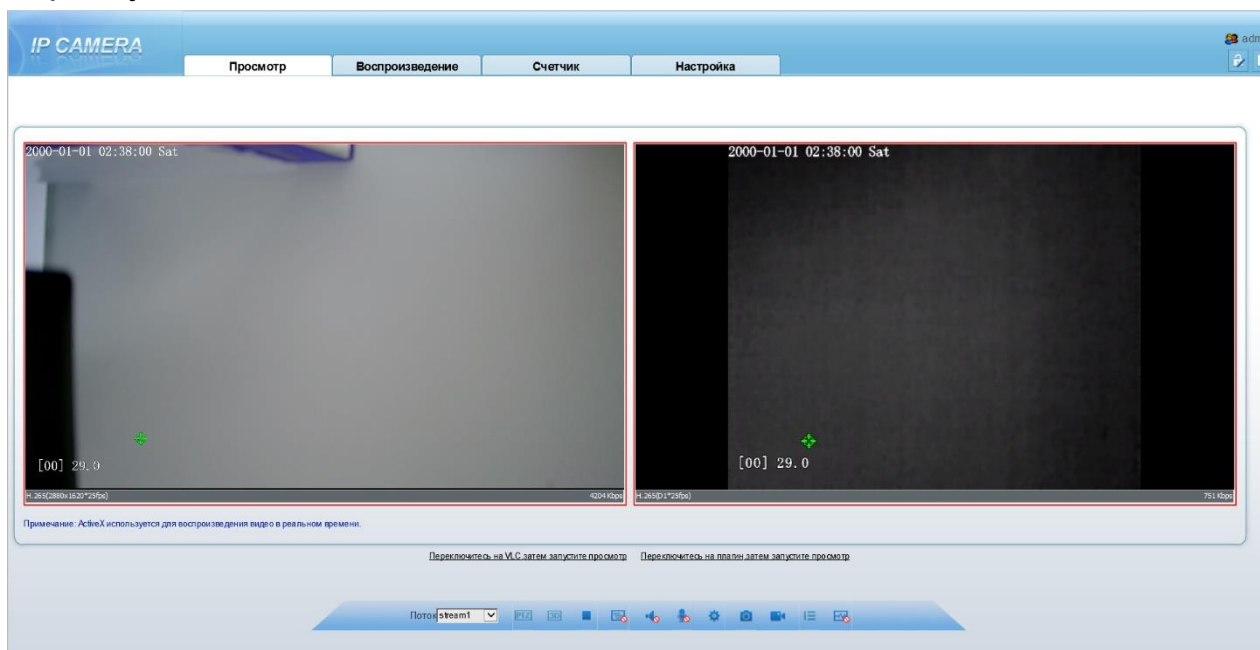 IP CAMERA
Просмотр
Воспроизведение
Счетчик
Настройка
2000-01-01 02:38:00 Sat
[00] 29.0
H.265(2880x1620*25fps)
4204 Kbps
2000-01-01 02:38:00 Sat
[00] 29.0
H.265(D1*25fps)
751 Kbps
Примечание: ActiveX используется для воспроизведения видео в реальном времени.
Переключитесь на VLC,затем запустите просмотр
Переключитесь на плагин,затем запустите просмотр
Поток stream1
PTZ
3D